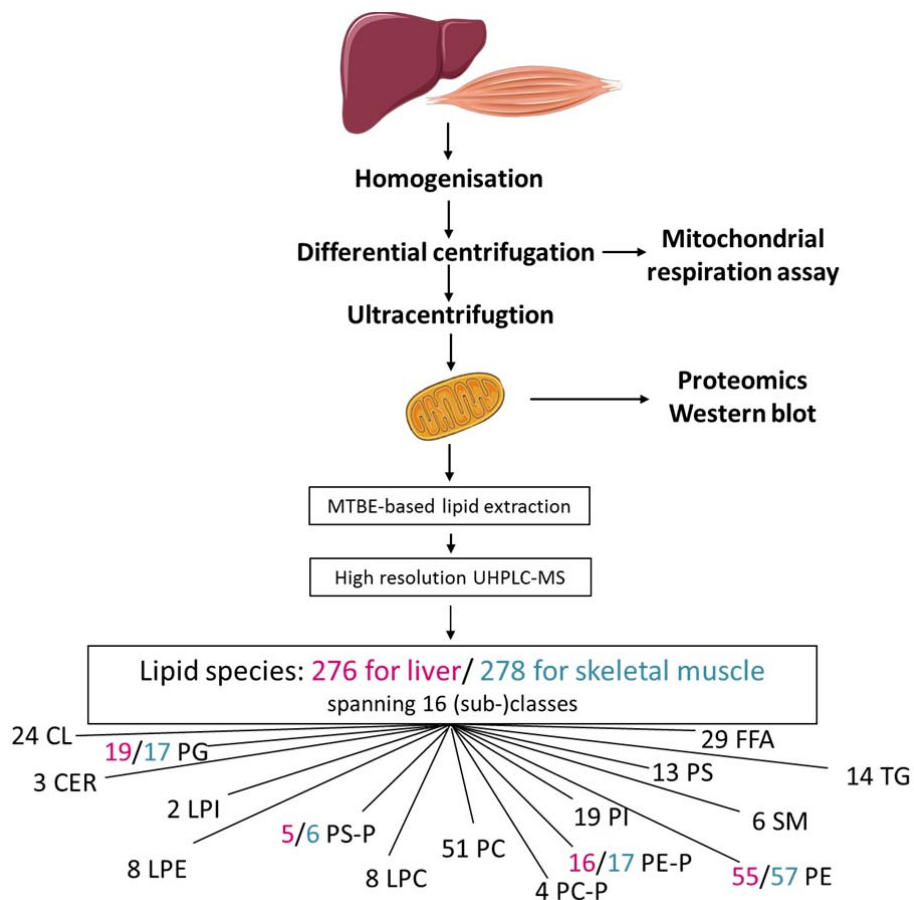 Homogenisation
Differential centrifugation
Mitochondrial
respiration assay
Ultracentrifugtion
Proteomics
Western blot
MTBE-based lipid extraction
High resolution UHPLC-MS
Lipid species: 276 for liver/ 278 for skeletal muscle
spanning 16 (sub-)classes
24 CL
19/17 PG
3 CER
2 LPI
8 LPE
5/6 PS-P
8 LPC
51 PC
4 PC-P
16/17 PE-P
19 PI
55/57 PE
6 SM
13 PS
14 TG
29 FFA